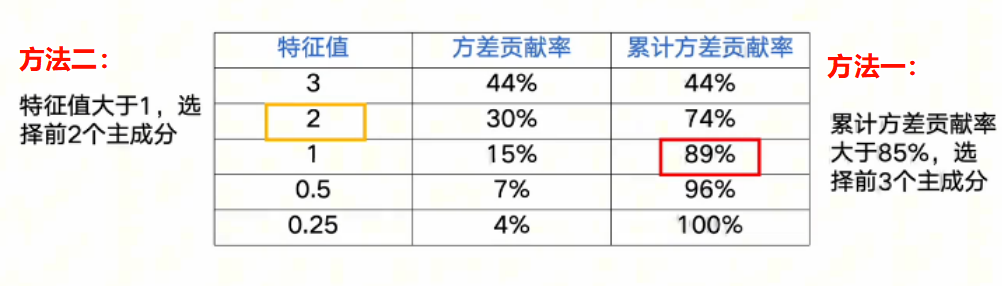 方法二：
特征值大于1，选
择前2个主成分
特征值 方差贡献率 累计方差贡献率
3 44% 44%
2 30% 74%
1 15% 89%
0.5 7% 96%
0.25 4% 100%
方法一：
累计方差贡献率
大于85%，选
择前3个主成分